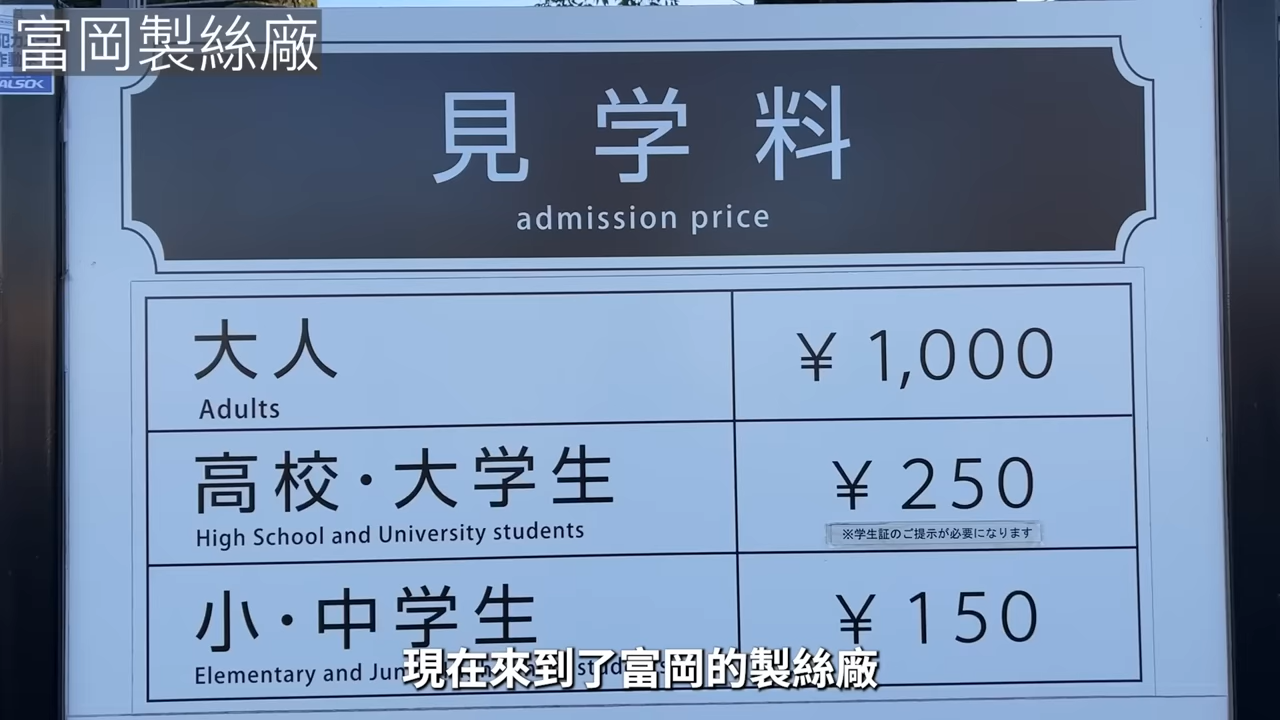 富岡製絲廠
ALSOK
見学料
admission price
大人
Adults
¥1,000
高校・大学生
High School and University students
¥250
※学生証のご提示が必要になります
小・中学生
Elementary and
¥150
現在來到了富岡的製絲廠